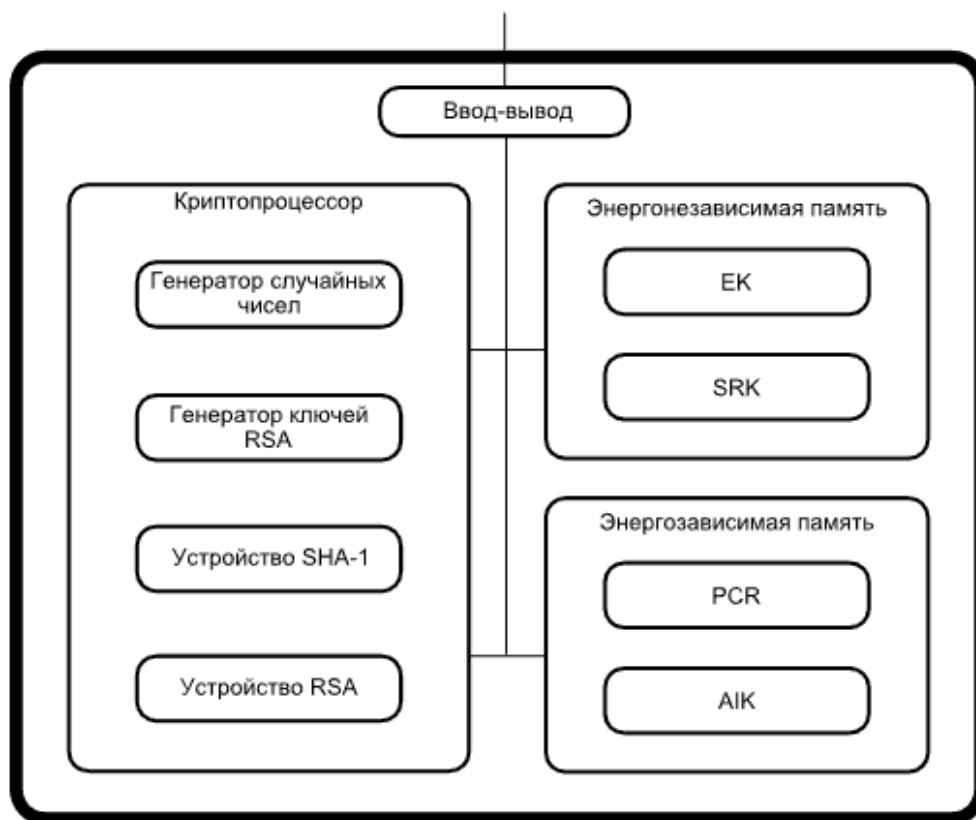 Ввод-вывод
Криптопроцессор
Генератор случайных
чисел
Генератор ключей
RSA
Устройство SHA-1
Устройство RSA
Энергонезависимая память
EK
SRK
Энергозависимая память
PCR
AIK